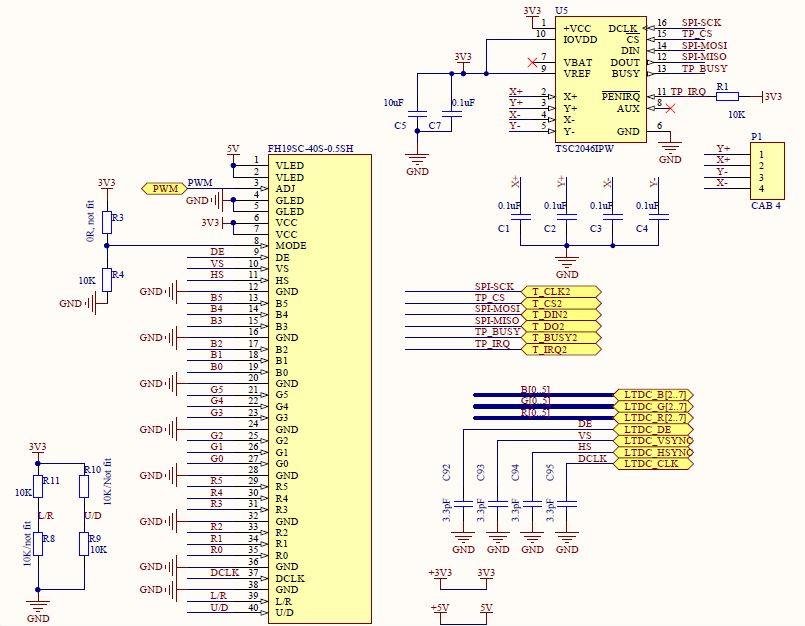 3V3
U5
1 +VCC DCLK 16 SPI-SCK
10 IOVDD CS 15 TP_CS
DIN 14 SPI-MOSI
7 VBAT DOUT 12 SPI-MISO
9 VREF BUSY 13 TP_BUSY
3V3
10uF 0.1uF
C5 C7
GND
X+ 2 X+ PENIRQ 11 TP_IRQ R1 3V3
Y+ 3 Y+ AUX 8
10K
X- 4 X-
Y- 5 Y- GND 6
TSC2046IPW
GND
P1
Y+ 1
X+ 2
Y- 3
X- 4
CAB 4
X+ Y+ X- Y-
0.1uF 0.1uF 0.1uF 0.1uF
C1 C2 C3 C4
GND
5V
FH19SC-40S-0.5SH
1 VLED
2 VLED
PWM PWM 3 ADJ
GND 4 GLED
5 GLED
3V3 6 VCC
7 VCC
8 MODE
3V3
0R, not fit
R3
10K
R4
GND
DE 9 DE
VS 10 VS
HS 11 HS
GND 12 GND
B5 13 B5
B4 14 B4
B3 15 B3
GND 16 GND
B2 17 B2
B1 18 B1
B0 19 B0
GND 20 GND
G5 21 G5
G4 22 G4
G3 23 G3
GND 24 GND
G2 25 G2
G1 26 G1
G0 27 G0
GND 28 GND
R5 29 R5
R4 30 R4
R3 31 R3
GND 32 GND
R2 33 R2
R1 34 R1
R0 35 R0
GND 36 GND
DCLK 37 DCLK
GND 38 GND
L/R 39 L/R
U/D 40 U/D
3V3
R11 R10
10K 10K/Not fit
L/R U/D
10K/not fit
R8 R9
10K
GND
SPI-SCK T_CLK2
TP_CS T_CS2
SPI-MOSI T_DIN2
SPI-MISO T_DO2
TP_BUSY T_BUSY2
TP_IRQ T_IRQ2
B[0..5] LTDC_B[2..7]
G[0..5] LTDC_G[2..7]
R[0..5] LTDC_R[2..7]
DE LTDC_DE
VS LTDC_VSYNC
HS LTDC_HSYNC
DCLK LTDC_CLK
C92 C93 C94 C95
3.3pF 3.3pF 3.3pF 3.3pF
GND GND GND GND
+3V3 3V3
+5V 5V